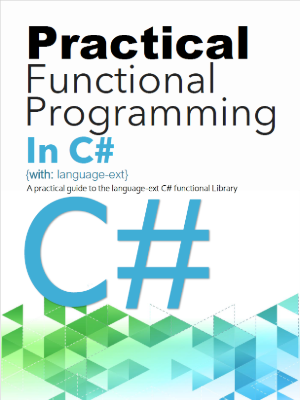 Practical
Functional
Programming
In C#
{with: language-ext}
A practical guide to the language-ext C# functional Library
C#